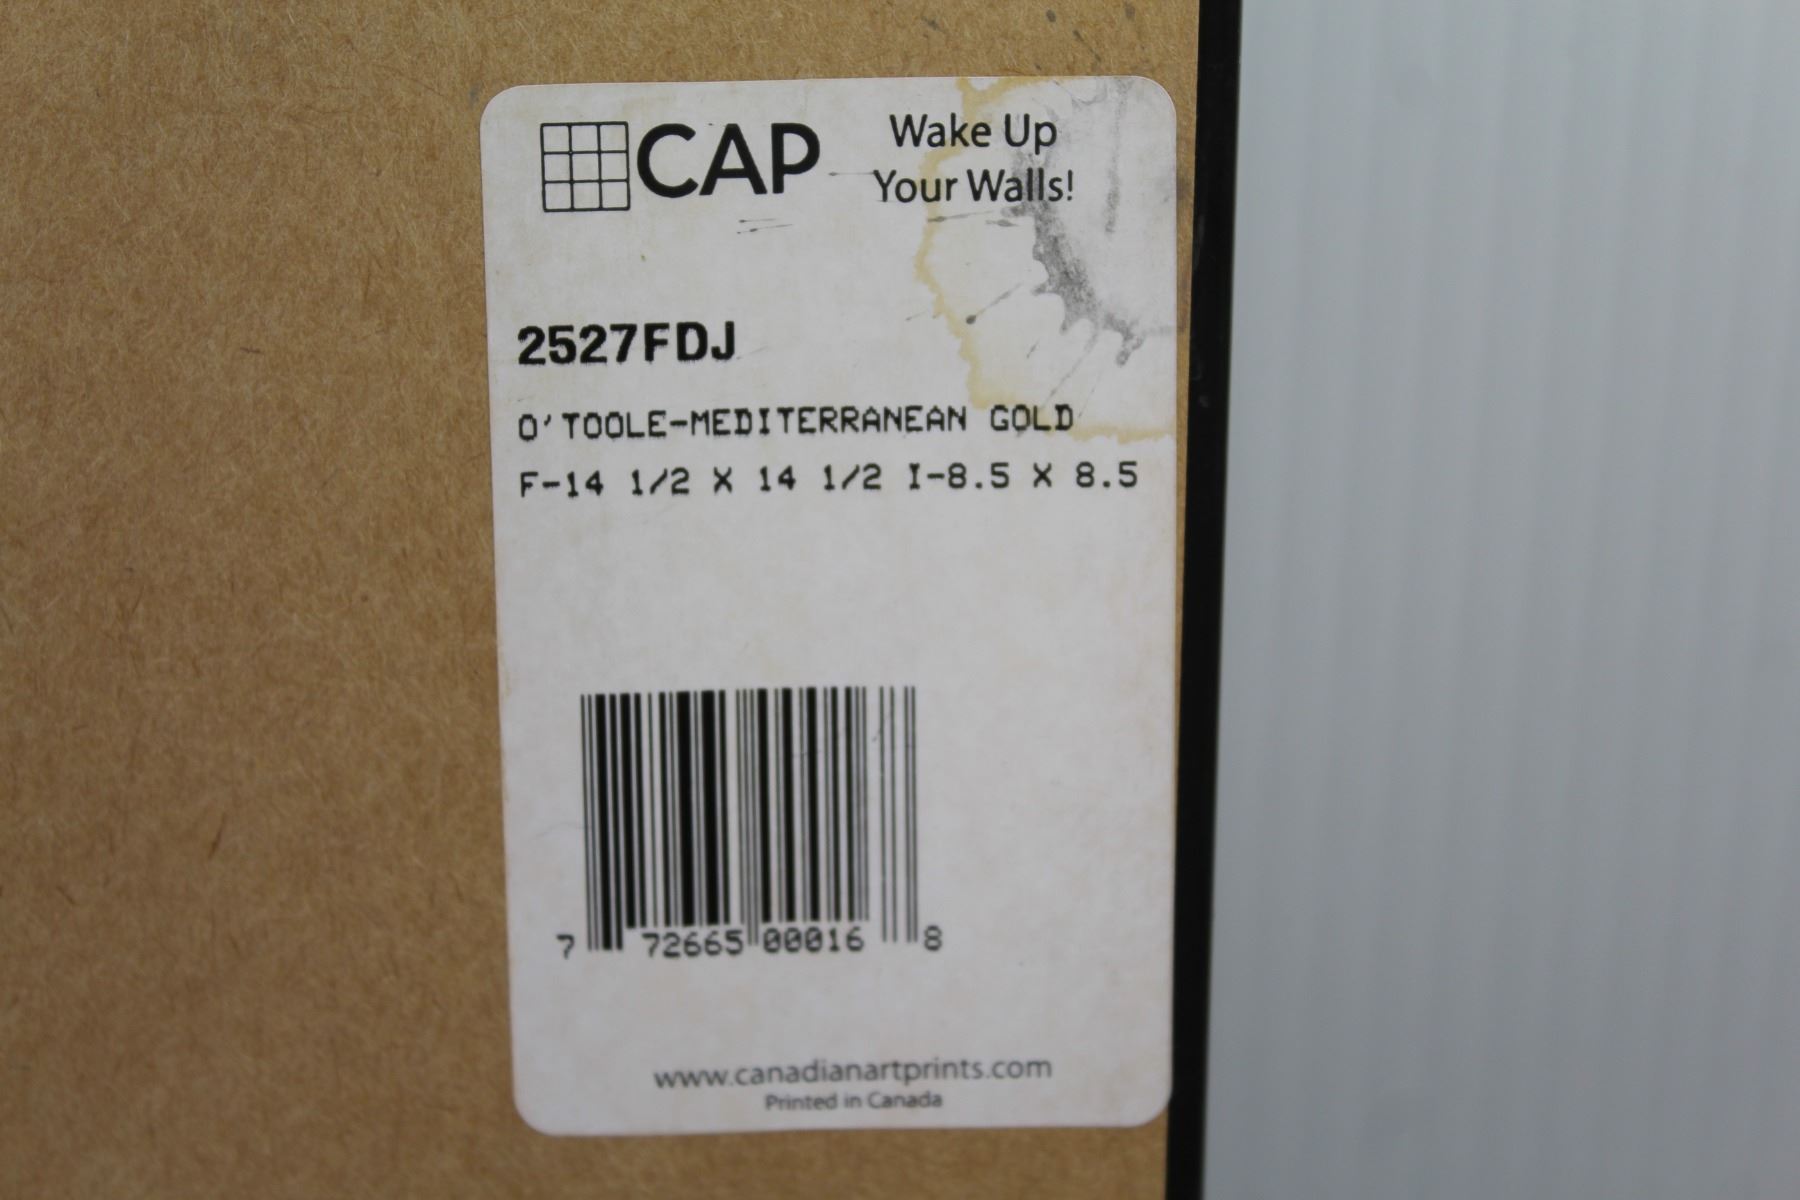 CAP
Wake Up
Your Walls!
2527FDJ
O'TOOLE-MEDITERRANEAN GOLD
F-14 1/2 X 14 1/2 I-8.5 X 8.5
7 72665 00016 8
www.canadianartprints.com
Printed in Canada